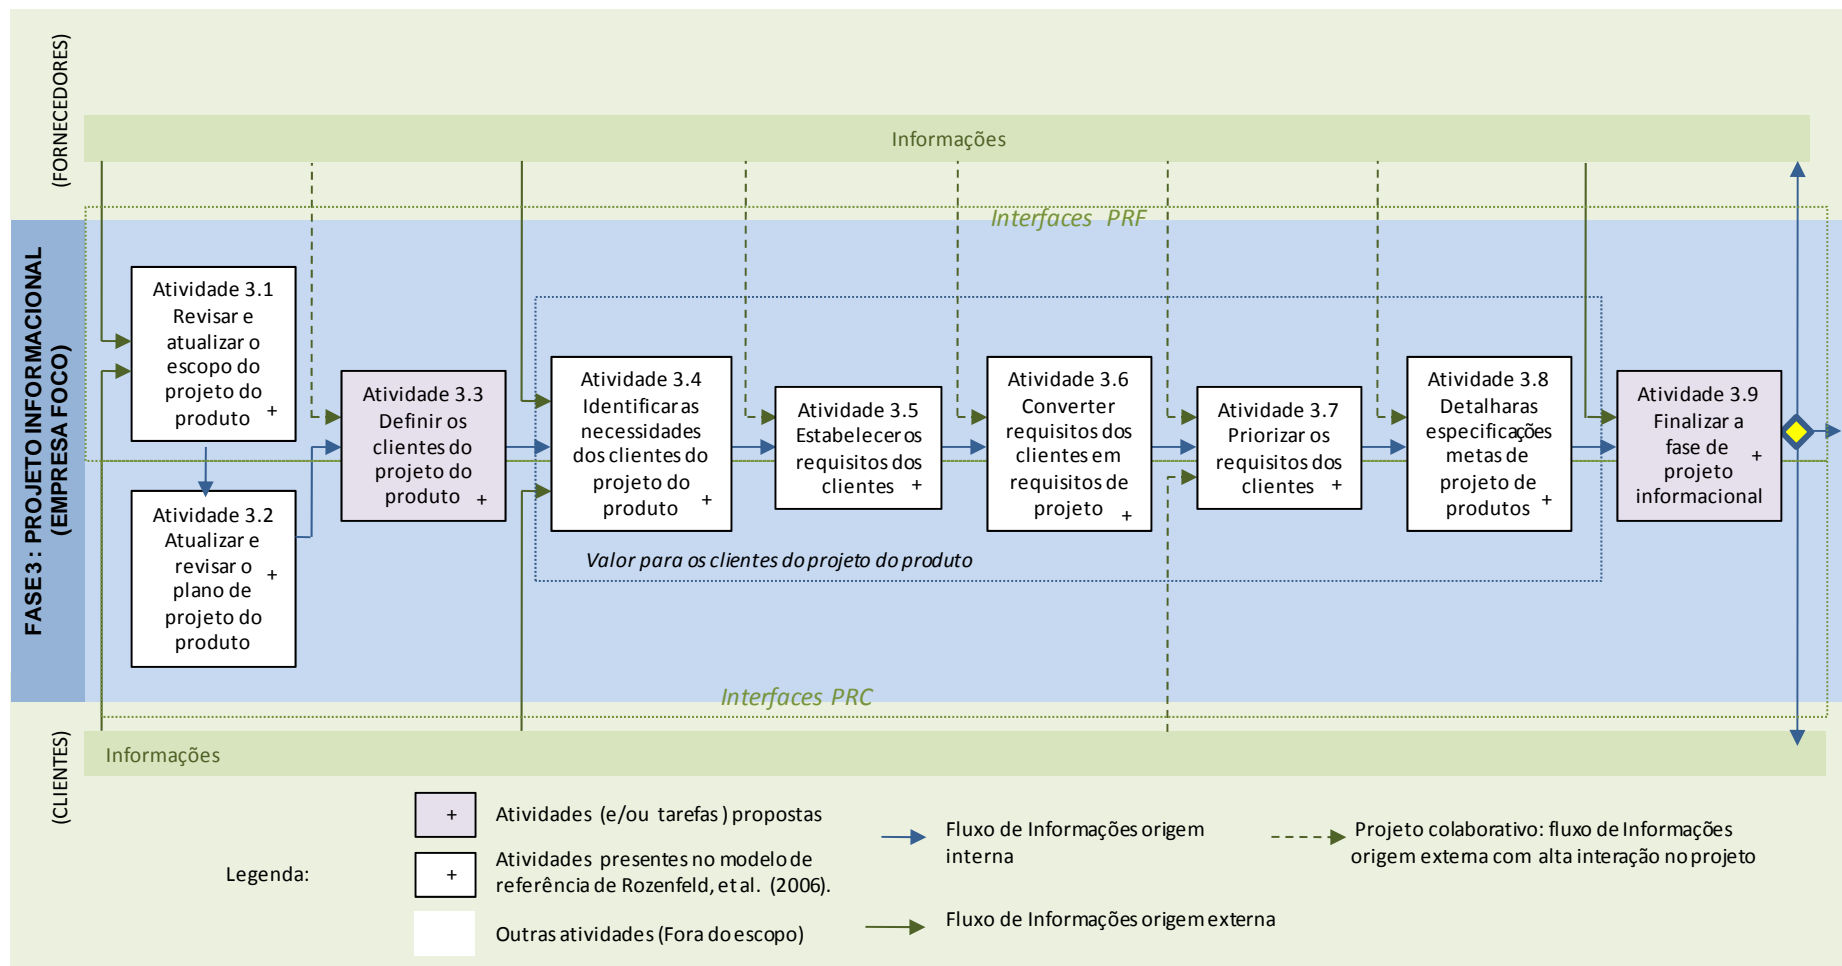 (FORNECEDORES)
Informações
Interfaces PRF
FASE3 : PROJETO INFORMACIONAL
(EMPRESA FOCO)
Atividade 3.1
Revisar e
atualizar o
escopo do
projeto do
produto +
Atividade 3.2
Atualizar e
revisar o
plano de +
projeto do
produto
Atividade 3.3
Definir os
clientes do
projeto do
produto +
Atividade 3.4
Identificar as
necessidades
dos clientes do
projeto do
produto +
Atividade 3.5
Estabelecer os
requisitos dos
clientes +
Atividade 3.6
Converter
requisitos dos
clientes em
requisitos de
projeto +
Atividade 3.7
Priorizar os
requisitos dos
clientes +
Atividade 3.8
Detalhar as
especificações
metas de
projeto de
produtos +
Atividade 3.9
Finalizar a
fase de +
projeto
informacional
Valor para os clientes do projeto do produto
Interfaces PRC
(CLIENTES)
Informações
Legenda:
+ Atividades (e/ou tarefas) propostas
+ Atividades presentes no modelo de
referência de Rozenfeld, et al. (2006).
Outras atividades (Fora do escopo)
Fluxo de Informações origem
interna
Fluxo de Informações origem externa
Projeto colaborativo: fluxo de Informações
origem externa com alta interação no projeto